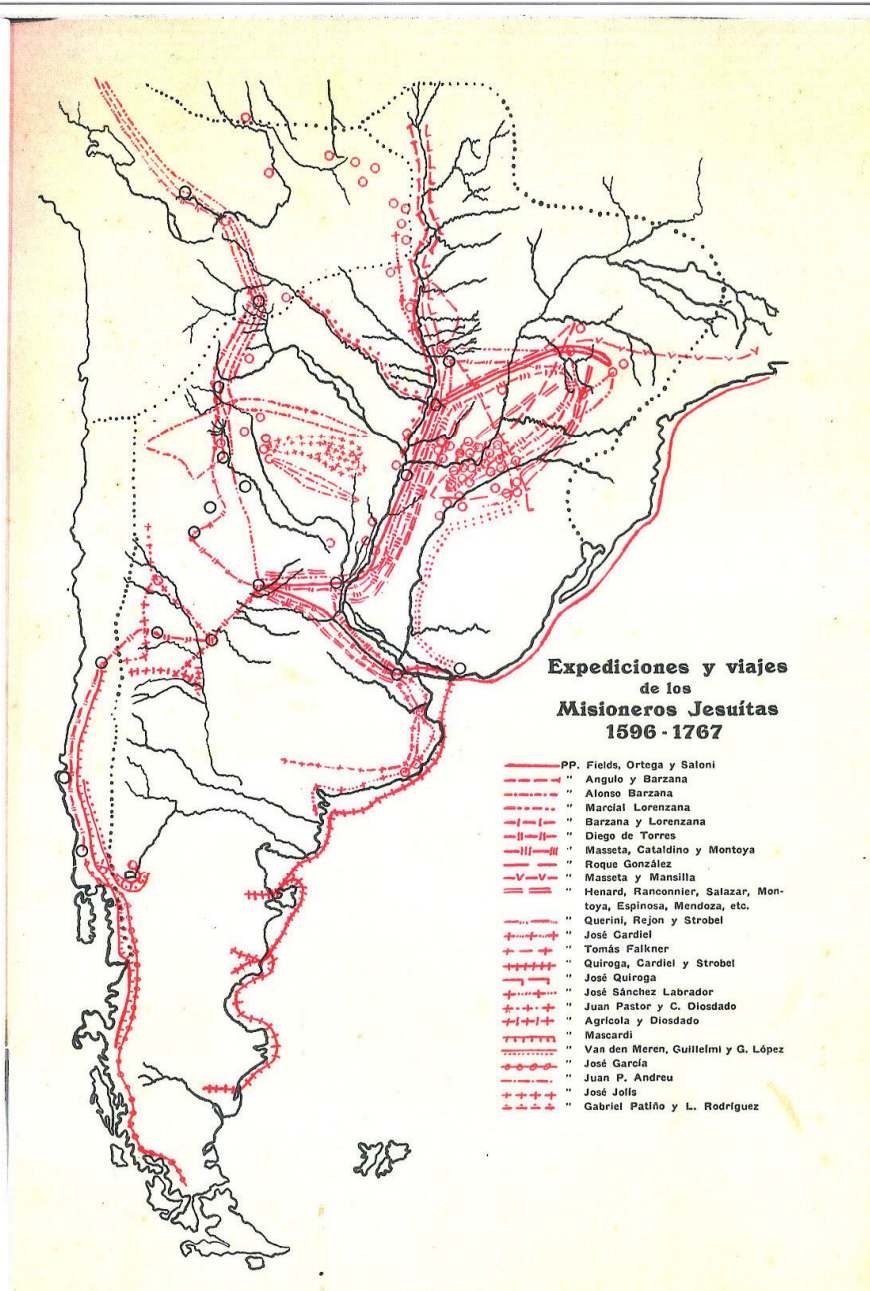 Expediciones y viajes
de los
Misioneros Jesuítas
1596 - 1767
PP. Fields, Ortega y Saloni
" Angulo y Barzana
" Alonso Barzana
" Marcial Lorenzana
" Barzana y Lorenzana
" Diego de Torres
" Masseta, Cataldino y Montoya
" Roque González
" Masseta y Mansilla
" Henard, Ranconnier, Salazar, Mon-
toya, Espinosa, Mendoza, etc.
" Querini, Rejon y Strobel
" José Cardiel
" Tomás Falkner
" Quiroga, Cardiel y Strobel
" José Quiroga
" José Sánchez Labrador
" Juan Pastor y C. Diosdado
" Agricola y Diosdado
" Mascardi
" Van den Meren, Guillelmi y G. López
" José García
" Juan P. Andreu
" José Jolis
" Gabriel Patiño y L. Rodríguez